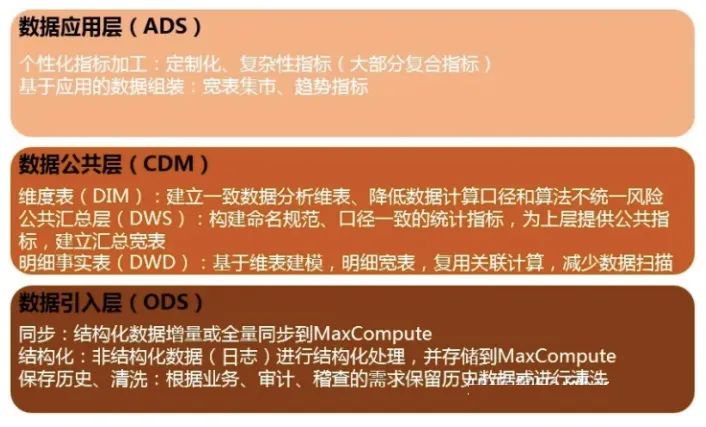 数据应用层（ADS）
个性化指标加工：定制化、复杂性指标（大部分复合指标）
基于应用的数据组装：宽表集市、趋势指标
数据公共层（CDM）
维度表（DIM）：建立一致数据分析维表、降低数据计算口径和算法不统一风险
公共汇总层（DWS）：构建命名规范、口径一致的统计指标，为上层提供公共指
标，建立汇总宽表
明细事实表（DWD）：基于维表建模，明细宽表，复用关联计算，减少数据扫描
数据引入层（ODS）
同步：结构化数据增量或全量同步到MaxCompute
结构化：非结构化数据（日志）进行结构化处理，并存储到MaxCompute
保存历史、清洗：根据业务、审计、稽查的需求保留历史数据或进行清洗